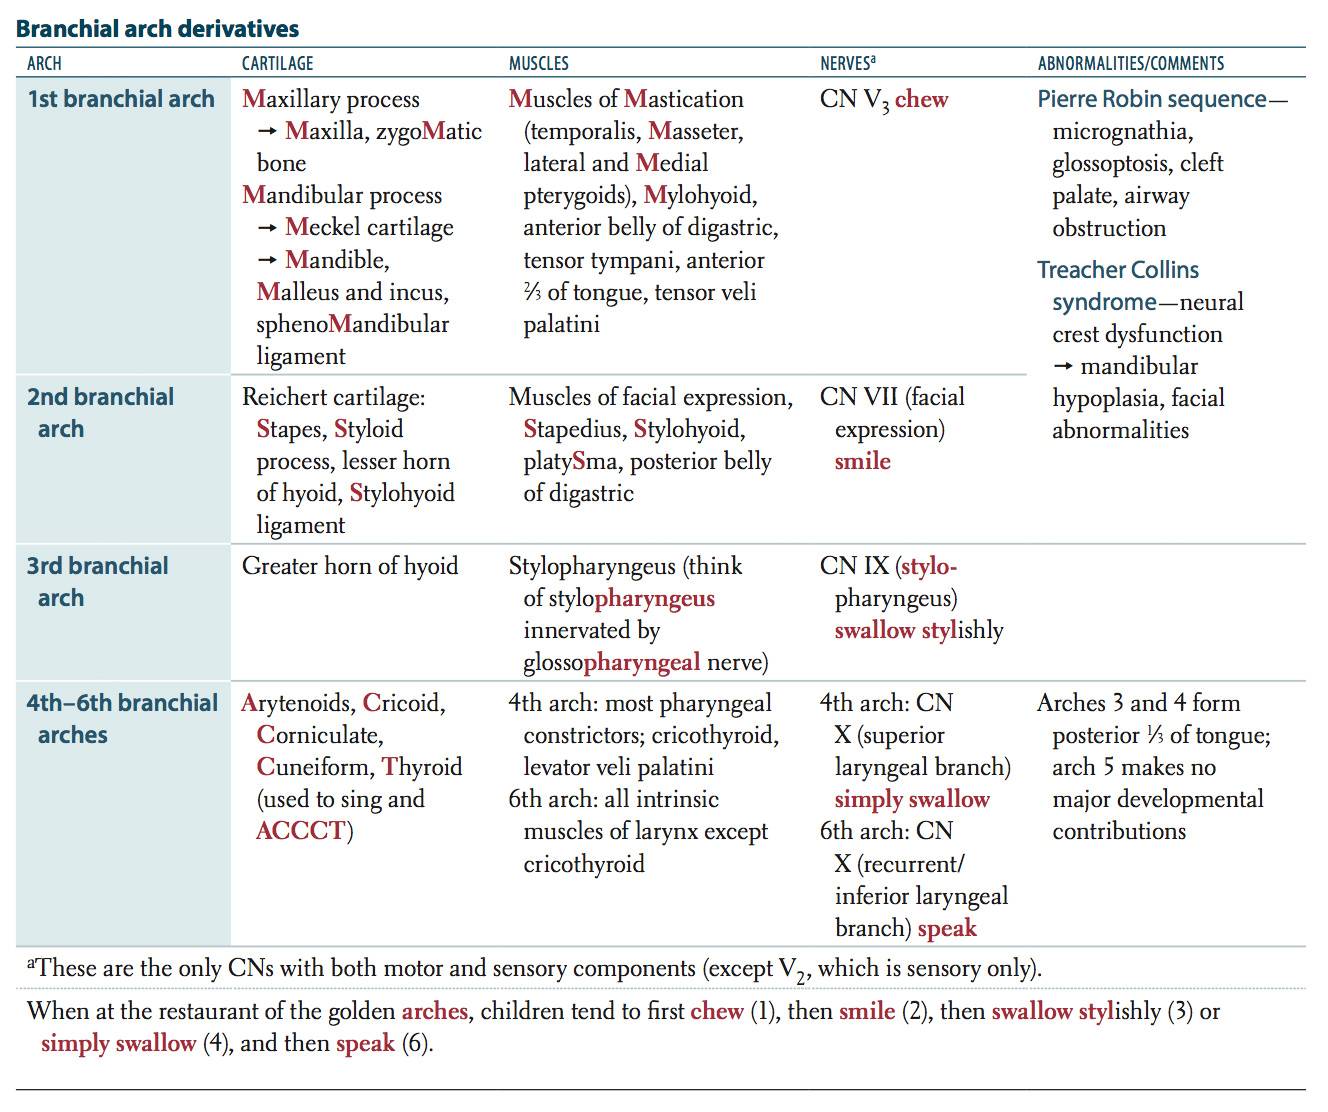 Branchial arch derivatives
ARCH CARTILAGE MUSCLES NERVESa ABNORMALITIES/COMMENTS
1st branchial arch
Maxillary process
→ Maxilla, zygoMatic
bone
Mandibular process
→ Meckel cartilage
→ Mandible,
Malleus and incus,
sphenoMandibular
ligament
Muscles of Mastication
(temporalis, Masseter,
lateral and Medial
pterygoids), Mylohyoid,
anterior belly of digastric,
tensor tympani, anterior
⅔ of tongue, tensor veli
palatini
CN V3 chew
Pierre Robin sequence—
micrognathia,
glossoptosis, cleft
palate, airway
obstruction
Treacher Collins
syndrome—neural
crest dysfunction
→ mandibular
hypoplasia, facial
abnormalities
2nd branchial
arch
Reichert cartilage:
Stapes, Styloid
process, lesser horn
of hyoid, Stylohyoid
ligament
Muscles of facial expression,
Stapedius, Stylohyoid,
platySma, posterior belly
of digastric
CN VII (facial
expression)
smile
3rd branchial
arch
Greater horn of hyoid
Stylopharyngeus (think
of stylopharyngeus
innervated by
glossopharyngeal nerve)
CN IX (stylo-
pharyngeus)
swallow stylishly
4th–6th branchial
arches
Arytenoids, Cricoid,
Corniculate,
Cuneiform, Thyroid
(used to sing and
ACCCT)
4th arch: most pharyngeal
constrictors; cricothyroid,
levator veli palatini
6th arch: all intrinsic
muscles of larynx except
cricothyroid
4th arch: CN
X (superior
laryngeal branch)
simply swallow
6th arch: CN
X (recurrent/
inferior laryngeal
branch) speak
Arches 3 and 4 form
posterior ⅓ of tongue;
arch 5 makes no
major developmental
contributions
aThese are the only CNs with both motor and sensory components (except V2, which is sensory only).
When at the restaurant of the golden arches, children tend to first chew (1), then smile (2), then swallow stylishly (3) or
simply swallow (4), and then speak (6).